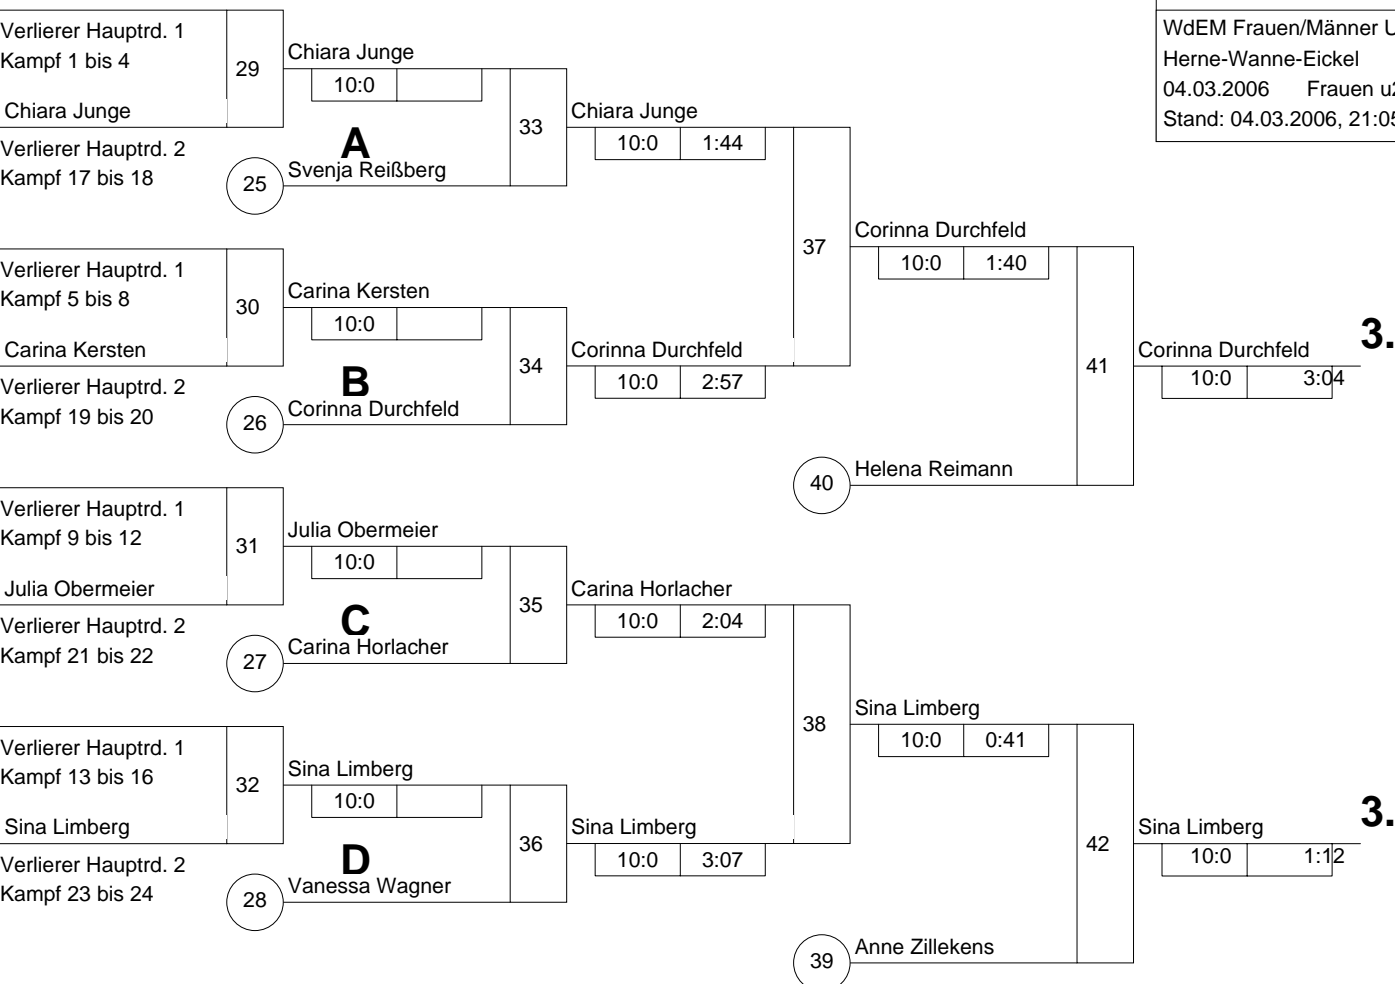 WdEM Frauen/Männer U
Herne-Wanne-Eickel
04.03.2006 Frauen
Stand: 04.03.2006, 21:05
Verlierer Hauptrd. 1
Kampf 1 bis 4
29
Chiara Junge
10:0
Chiara Junge
Verlierer Hauptrd. 2
Kampf 17 bis 18
25
A
Svenja Reißberg
33
Chiara Junge
10:0 1:44
Verlierer Hauptrd. 1
Kampf 5 bis 8
30
Carina Kersten
10:0
Carina Kersten
Verlierer Hauptrd. 2
Kampf 19 bis 20
26
B
Corinna Durchfeld
34
Corinna Durchfeld
10:0 2:57
37
Corinna Durchfeld
10:0 1:40
40
Helena Reimann
41
Corinna Durchfeld
10:0 3:04
3.
Verlierer Hauptrd. 1
Kampf 9 bis 12
31
Julia Obermeier
10:0
Julia Obermeier
Verlierer Hauptrd. 2
Kampf 21 bis 22
27
C
Carina Horlacher
35
Carina Horlacher
10:0 2:04
Verlierer Hauptrd. 1
Kampf 13 bis 16
32
Sina Limberg
10:0
Sina Limberg
Verlierer Hauptrd. 2
Kampf 23 bis 24
28
D
Vanessa Wagner
36
Sina Limberg
10:0 3:07
38
Sina Limberg
10:0 0:41
39
Anne Zillekens
42
Sina Limberg
10:0 1:12
3.